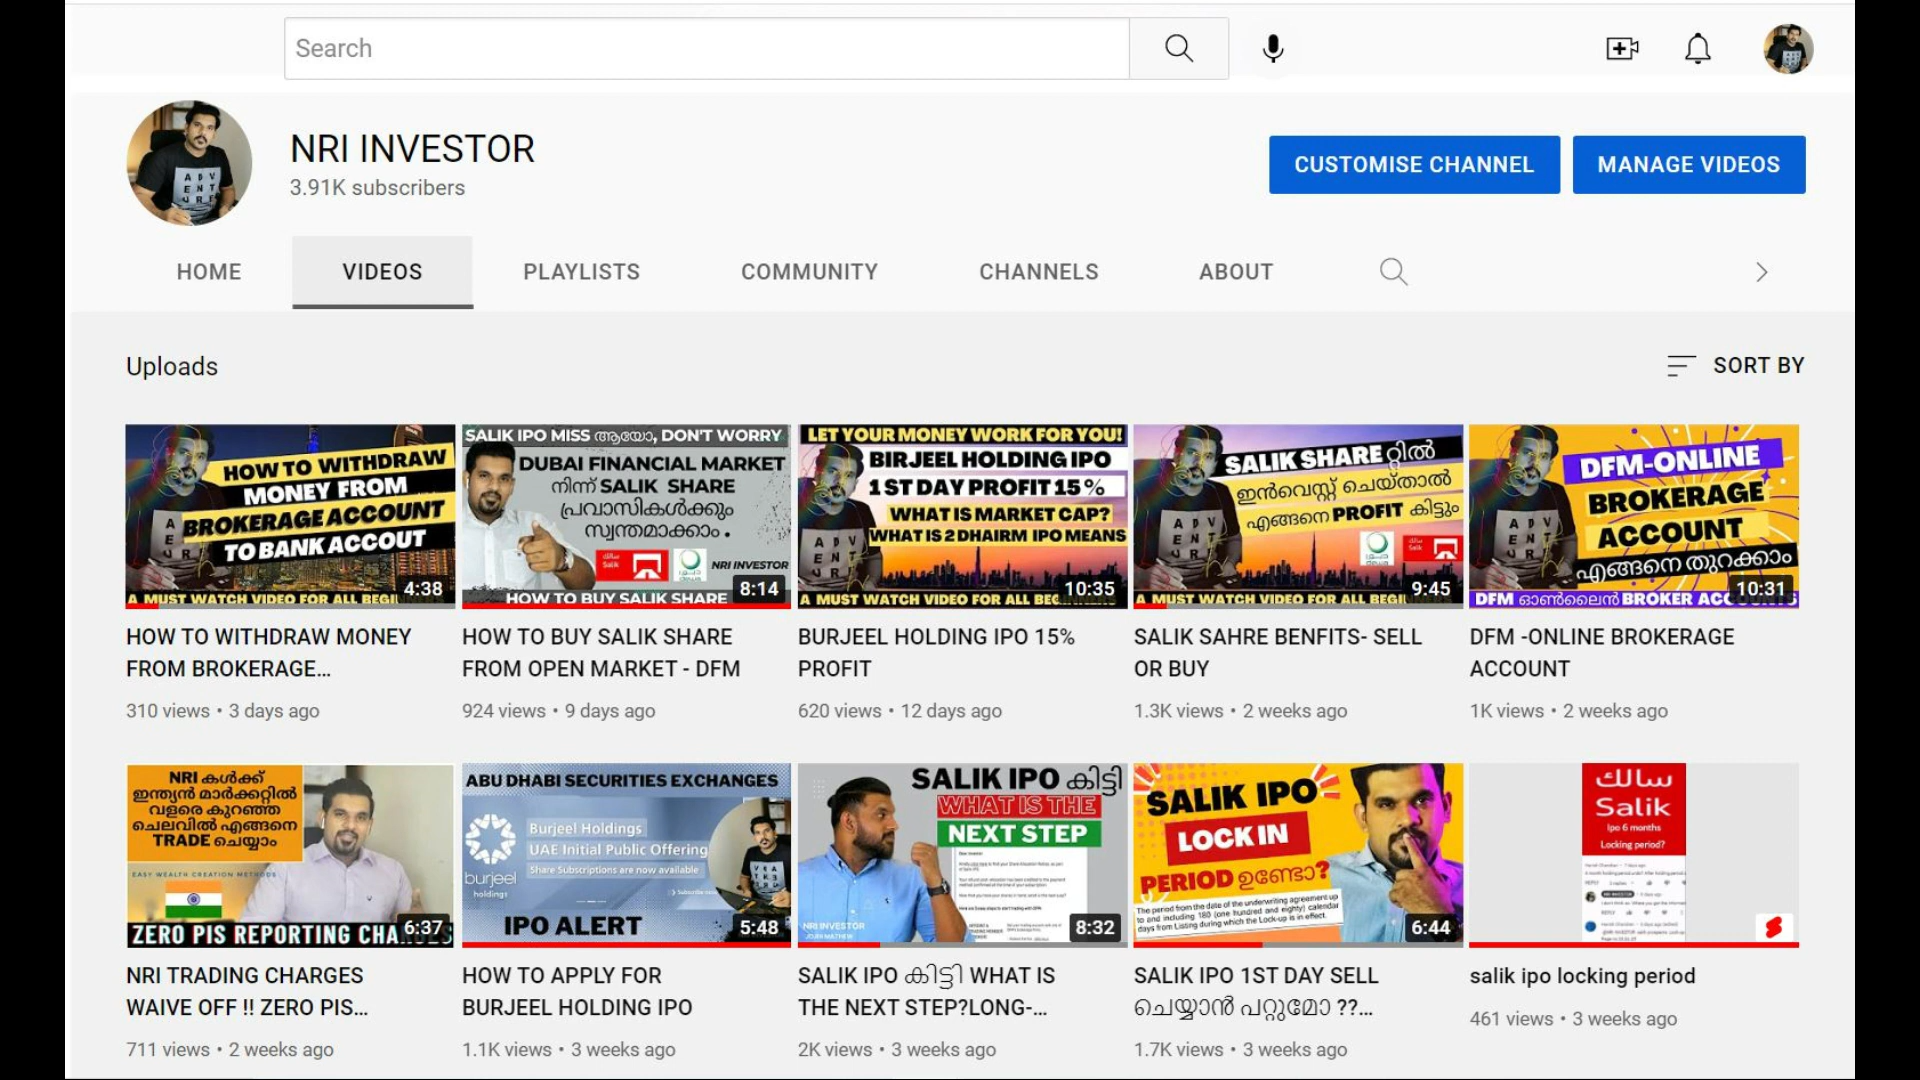 Search
NRI INVESTOR
3.91K subscribers
CUSTOMISE CHANNEL
MANAGE VIDEOS
HOME
VIDEOS
PLAYLISTS
COMMUNITY
CHANNELS
ABOUT
Uploads
SORT BY
HOW TO WITHDRAW
MONEY FROM
BROKERAGE ACCOUNT
TO BANK ACCOUT
A MUST WATCH VIDEO FOR ALL
4:38
HOW TO WITHDRAW MONEY
FROM BROKERAGE...
310 views • 3 days ago
SALIK IPO MISS ആയോ, DON'T WORRY
DUBAI FINANCIAL MARKET
നിന്ന് SALIK SHARE
പ്രവാസികൾക്കും
സ്വന്തമാക്കാം .
NRI INVESTOR
HOW TO BUY SALIK SHARE
8:14
HOW TO BUY SALIK SHARE
FROM OPEN MARKET - DFM
924 views • 9 days ago
LET YOUR MONEY WORK FOR YOU!
BIRJEEL HOLDING IPO
1 ST DAY PROFIT 15 %
WHAT IS MARKET CAP?
WHAT IS 2 DHAIRM IPO MEANS
A MUST WATCH VIDEO FOR ALL
10:35
BURJEEL HOLDING IPO 15%
PROFIT
620 views • 12 days ago
SALIK SHARE റ്റിൽ
ഇൻവെസ്റ്റ് ചെയ്താൽ
എങ്ങനെ PROFIT കിട്ടും
A MUST WATCH VIDEO FOR ALL
9:45
SALIK SAHRE BENFITS- SELL
OR BUY
1.3K views • 2 weeks ago
DFM-ONLINE
BROKERAGE
ACCOUNT
എങ്ങനെ തുറക്കാം
DFM ഓൺലൈൻ BROKER
10:31
DFM -ONLINE BROKERAGE
ACCOUNT
1K views • 2 weeks ago
NRI കൾക്ക്
ഇന്ത്യൻ മാർക്കറ്റിൽ
വളരെ കുറഞ്ഞ
ചെലവിൽ എങ്ങനെ
TRADE ചെയ്യാം
EASY WEALTH CREATION METHODS
ZERO PIS REPORTING
6:37
NRI TRADING CHARGES
WAIVE OFF !! ZERO PIS...
711 views • 2 weeks ago
ABU DHABI SECURITIES EXCHANGES
Burjeel Holdings
UAE Initial Public Offering
Share Subscriptions are now available
burjeel
holdings
IPO ALERT
5:48
HOW TO APPLY FOR
BURJEEL HOLDING IPO
1.1K views • 3 weeks ago
SALIK IPO കിട്ടി
WHAT IS THE
NEXT STEP
NRI INVESTOR
8:32
SALIK IPO കിട്ടി WHAT IS
THE NEXT STEP?LONG-...
2K views • 3 weeks ago
SALIK IPO
LOCK IN
PERIOD ഉണ്ടോ?
The period from the date of the underwriting agreement up
to and including 180 (one hundred and eighty) calendar
days from Listing during which the Lock-up is in effect.
6:44
SALIK IPO 1ST DAY SELL
ചെയ്യാൻ പറ്റുമോ ??...
1.7K views • 3 weeks ago
سالك
Salik
Ipo 6 months
Locking period?
salik ipo locking period
461 views • 3 weeks ago